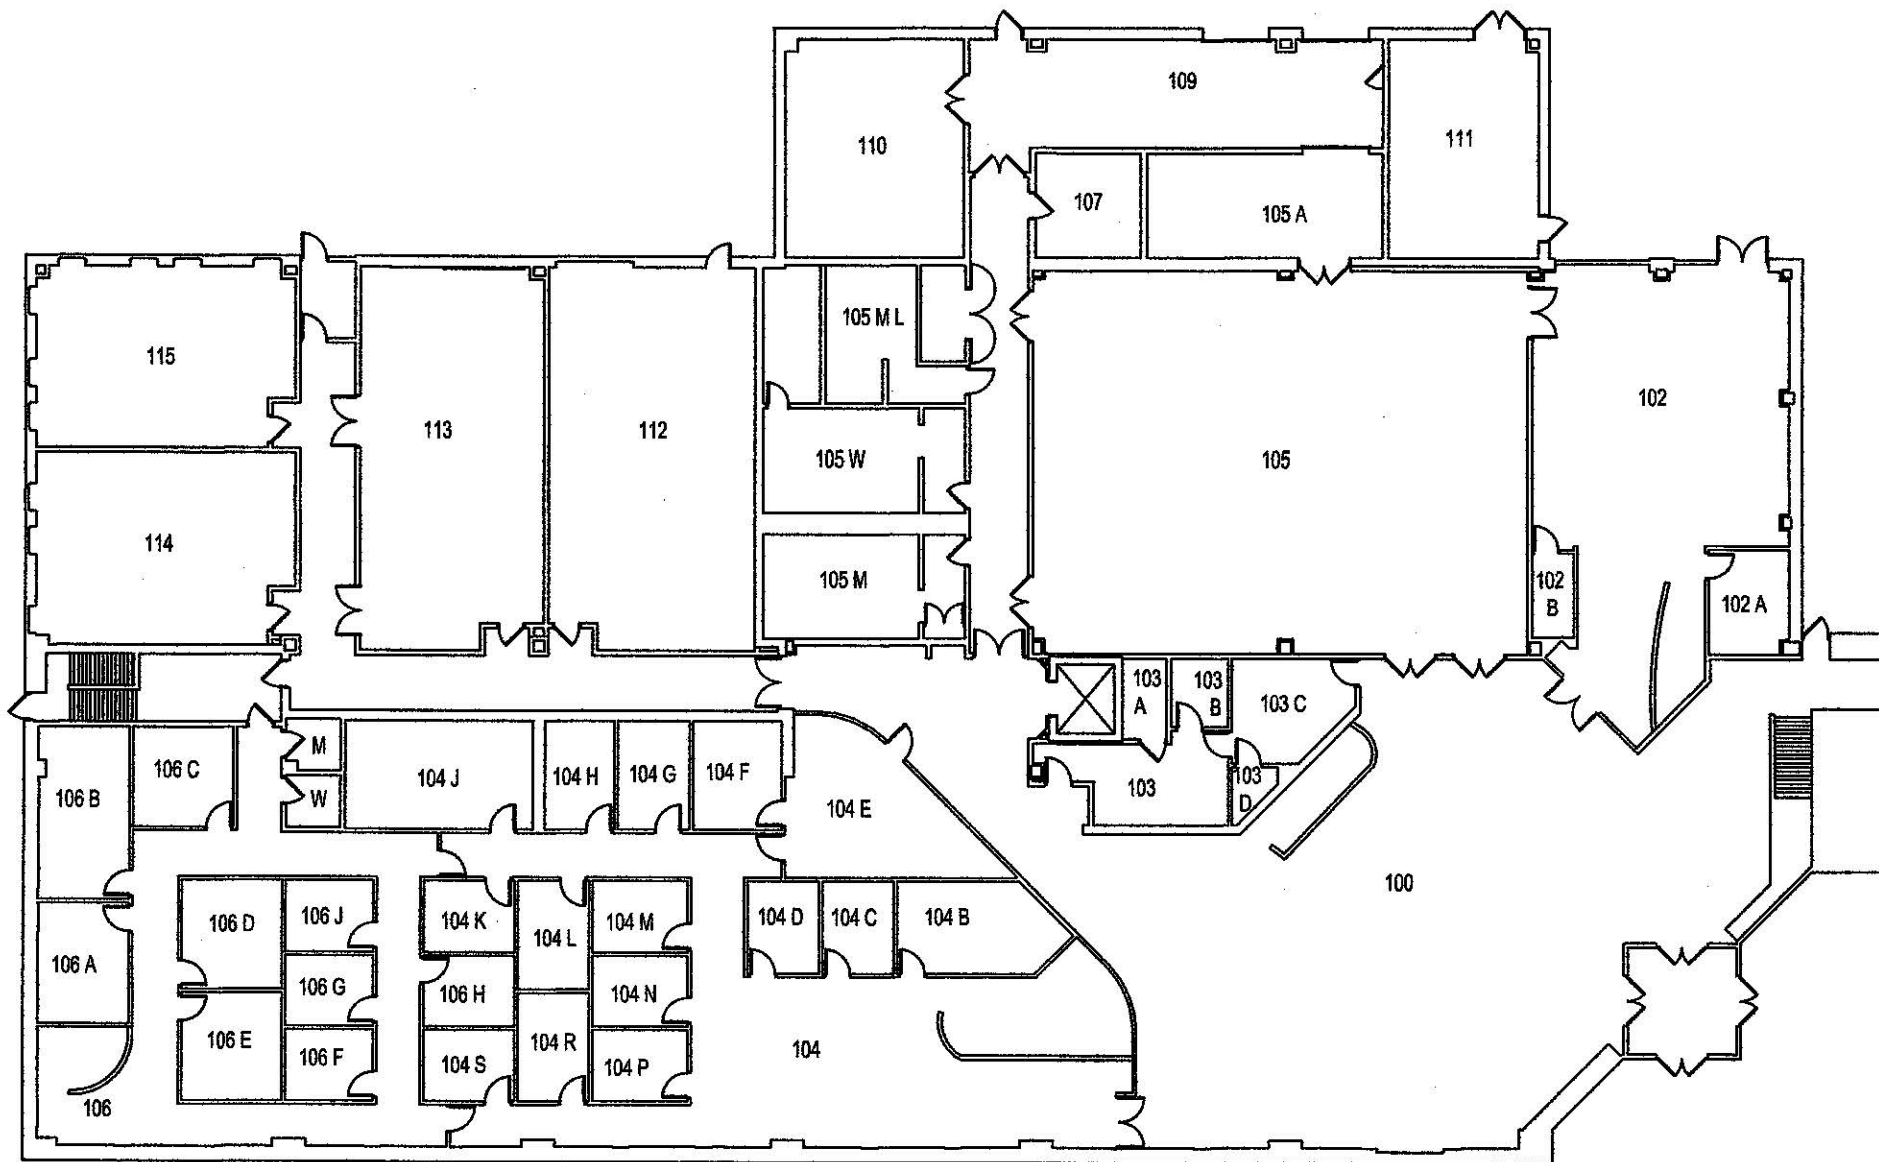 109
110
111
107
105 A
105 M L
115
102
113
112
105 W
105
114
105 M
102
B
102 A
103
A
103
B
103 C
M
106 C
104 J
104 H
104 G
104 F
103
D
103
106 B
W
104 E
100
106 D
106 J
104 K
104 L
104 M
104 D
104 C
104 B
106 A
106 G
106 H
104 N
106 E
106 F
104 S
104 R
104 P
104
106